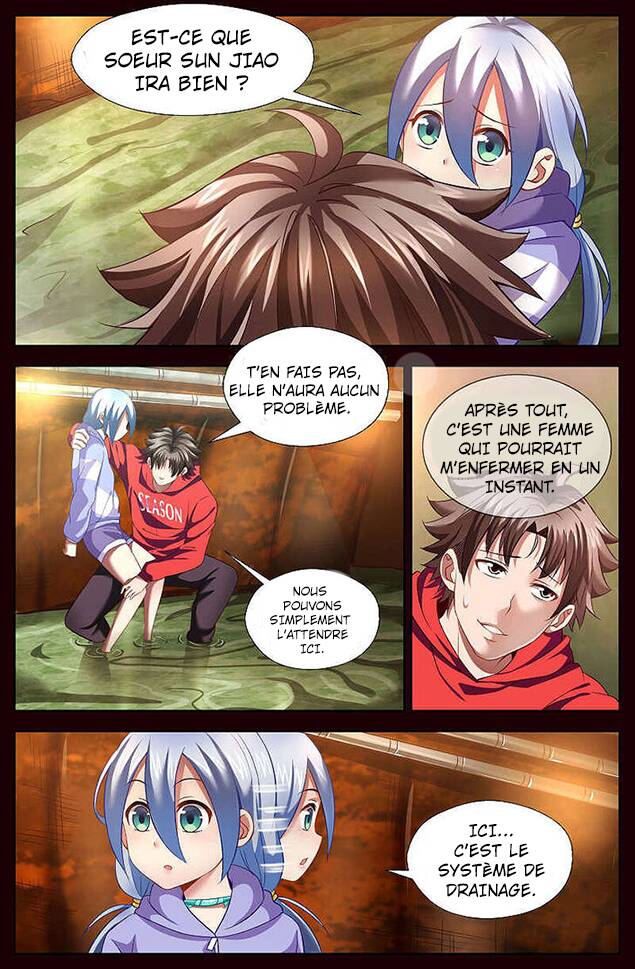 EST-CE QUE
SOEUR SUN JIAO
IRA BIEN ?
T'EN FAIS PAS,
ELLE N'AURA AUCUN
PROBLÈME.
APRÈS TOUT,
C'EST UNE FEMME
QUI POURRAIT
M'ENFERMER EN UN
INSTANT.
SEASON
NOUS
POUVONS
SIMPLEMENT
L'ATTENDRE
ICI.
ICI...
C'EST LE
SYSTÈME DE
DRAINAGE.